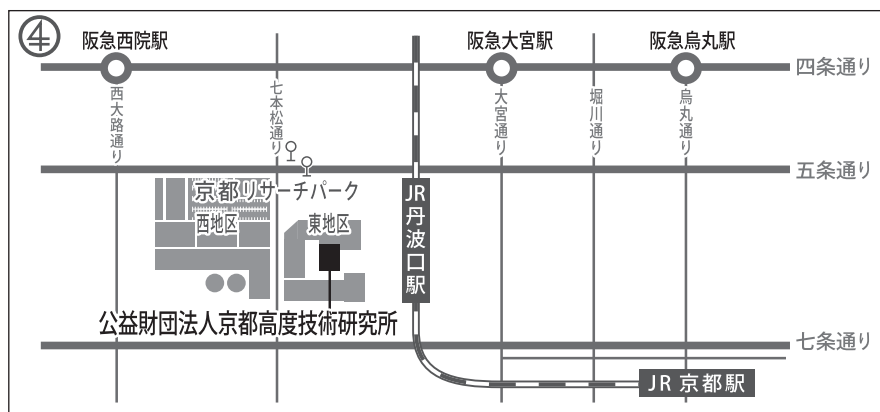 ④
阪急西院駅
阪急大宮駅
阪急烏丸駅
四条通り
西大路通り
七本松通り
大宮通り
堀川通り
烏丸通り
五条通り
京都リサーチパーク
西地区
東地区
JR丹波口駅
公益財団法人京都高度技術研究所
七条通り
JR 京都駅